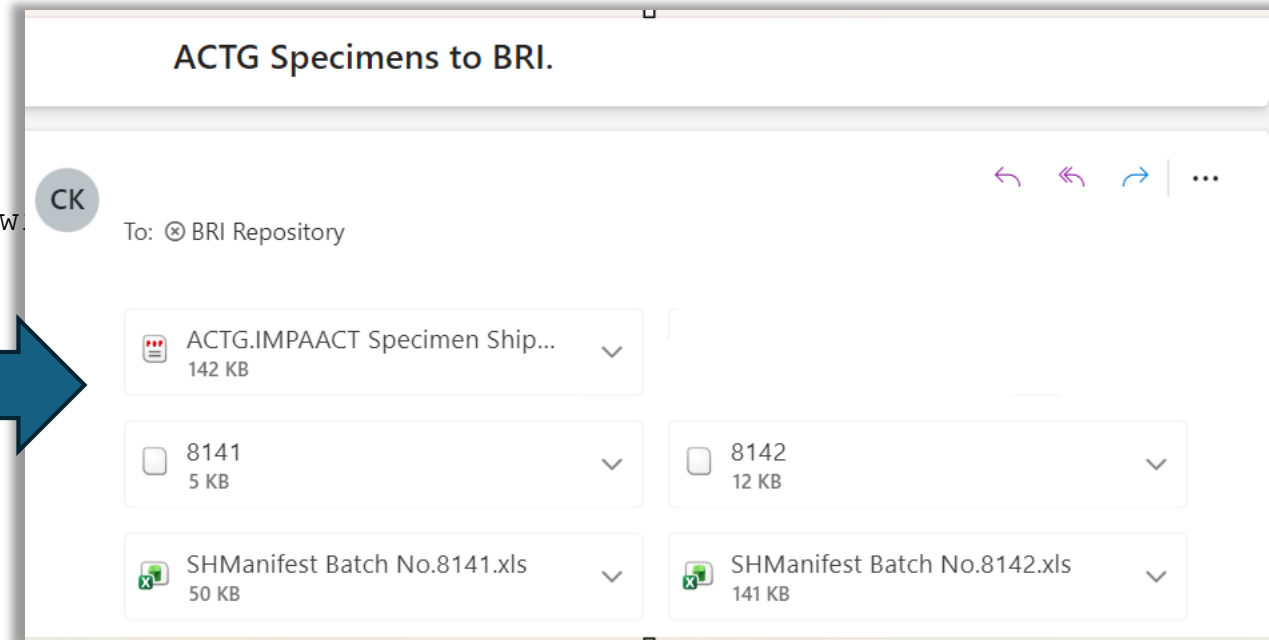 ACTG Specimens to BRI.
CK
To: BRI Repository
ACTG.IMPAACT Specimen Ship...
142 KB
8141
5 KB
8142
12 KB
SHManifest Batch No.8141.xls
50 KB
SHManifest Batch No.8142.xls
141 KB